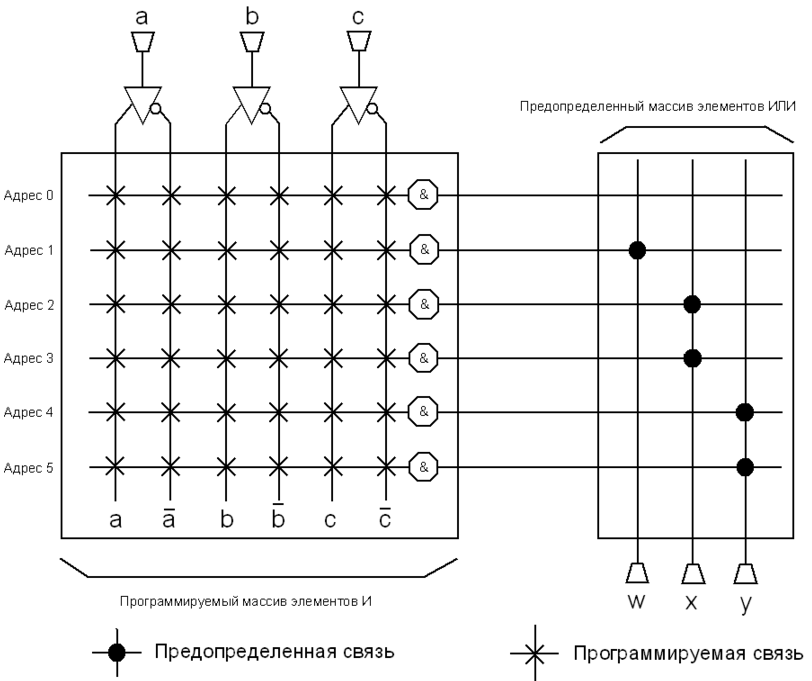 a b c
Предопределенный массив элементов ИЛИ
Адрес 0 &
Адрес 1 &
Адрес 2 &
Адрес 3 &
Адрес 4 &
Адрес 5 &
a a̅ b b̅ c c̅
w x y
Программируемый массив элементов И
Предопределенная связь
Программируемая связь